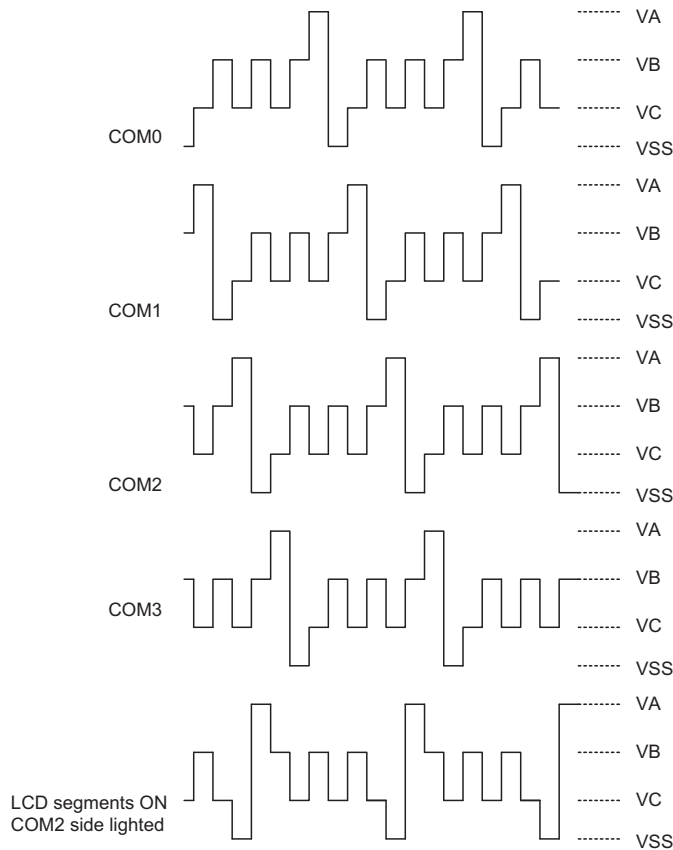 VA
VB
VC
COM0
VSS
VA
VB
VC
COM1
VSS
VA
VB
VC
COM2
VSS
VA
VB
COM3
VC
VSS
VA
VB
LCD segments ON
VC
COM2 side lighted
VSS